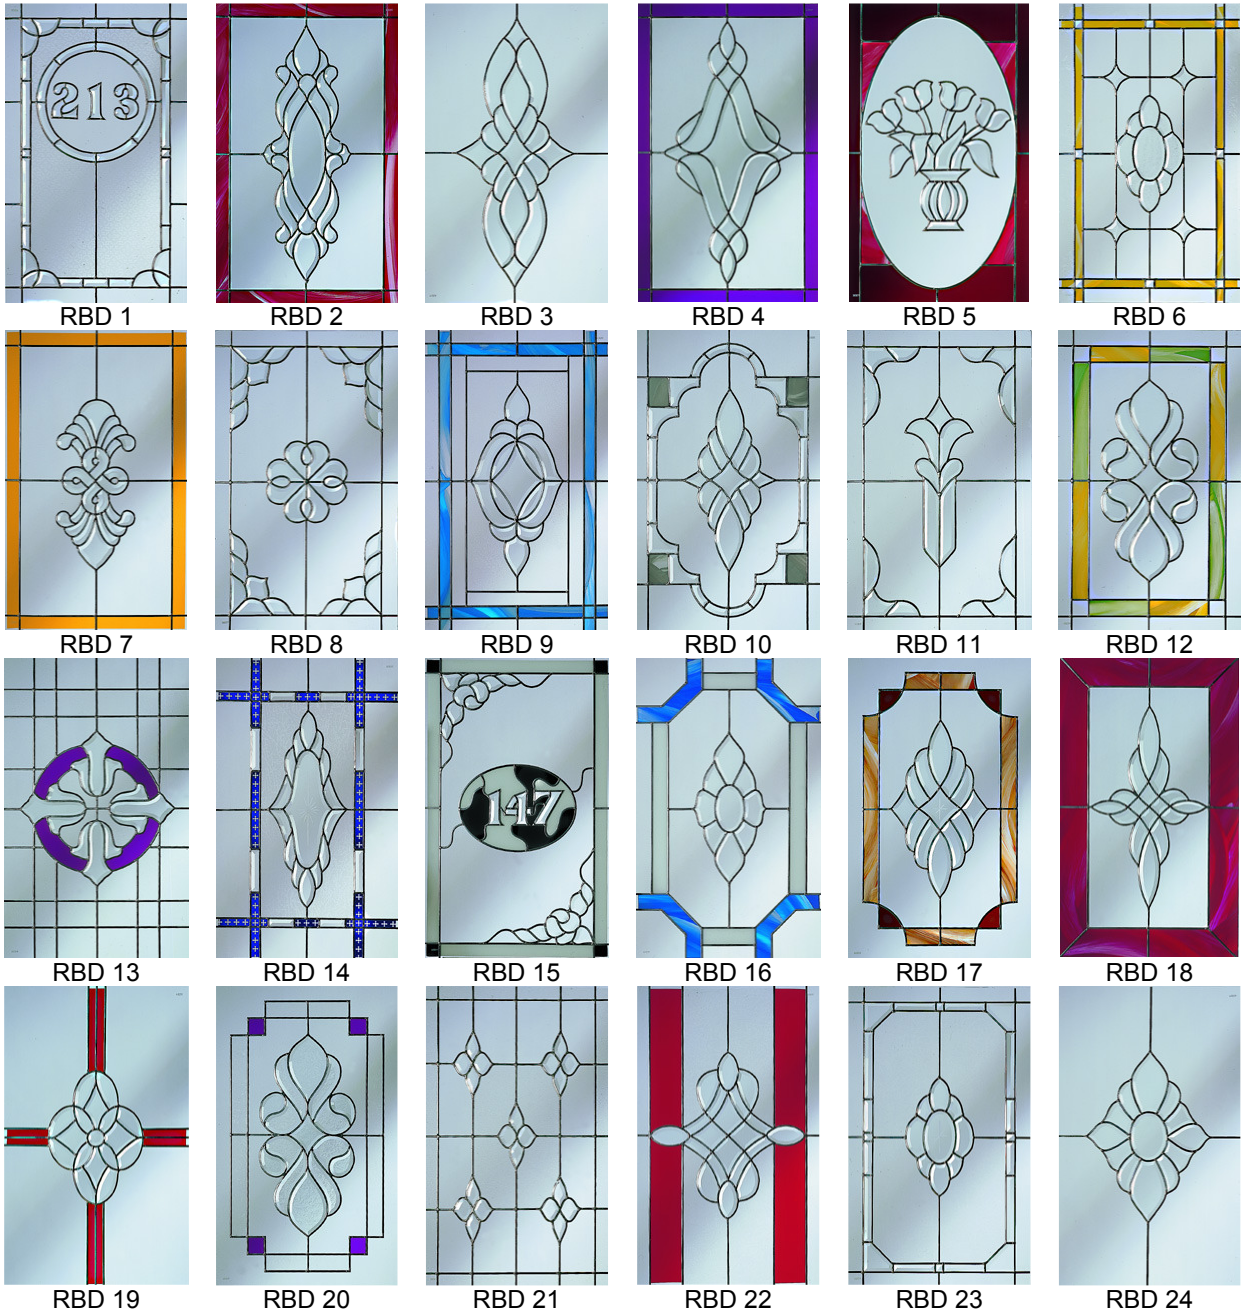 213
RBD 1 RBD 2 RBD 3 RBD 4 RBD 5 RBD 6
RBD 7 RBD 8 RBD 9 RBD 10 RBD 11 RBD 12
147
RBD 13 RBD 14 RBD 15 RBD 16 RBD 17 RBD 18
RBD 19 RBD 20 RBD 21 RBD 22 RBD 23 RBD 24